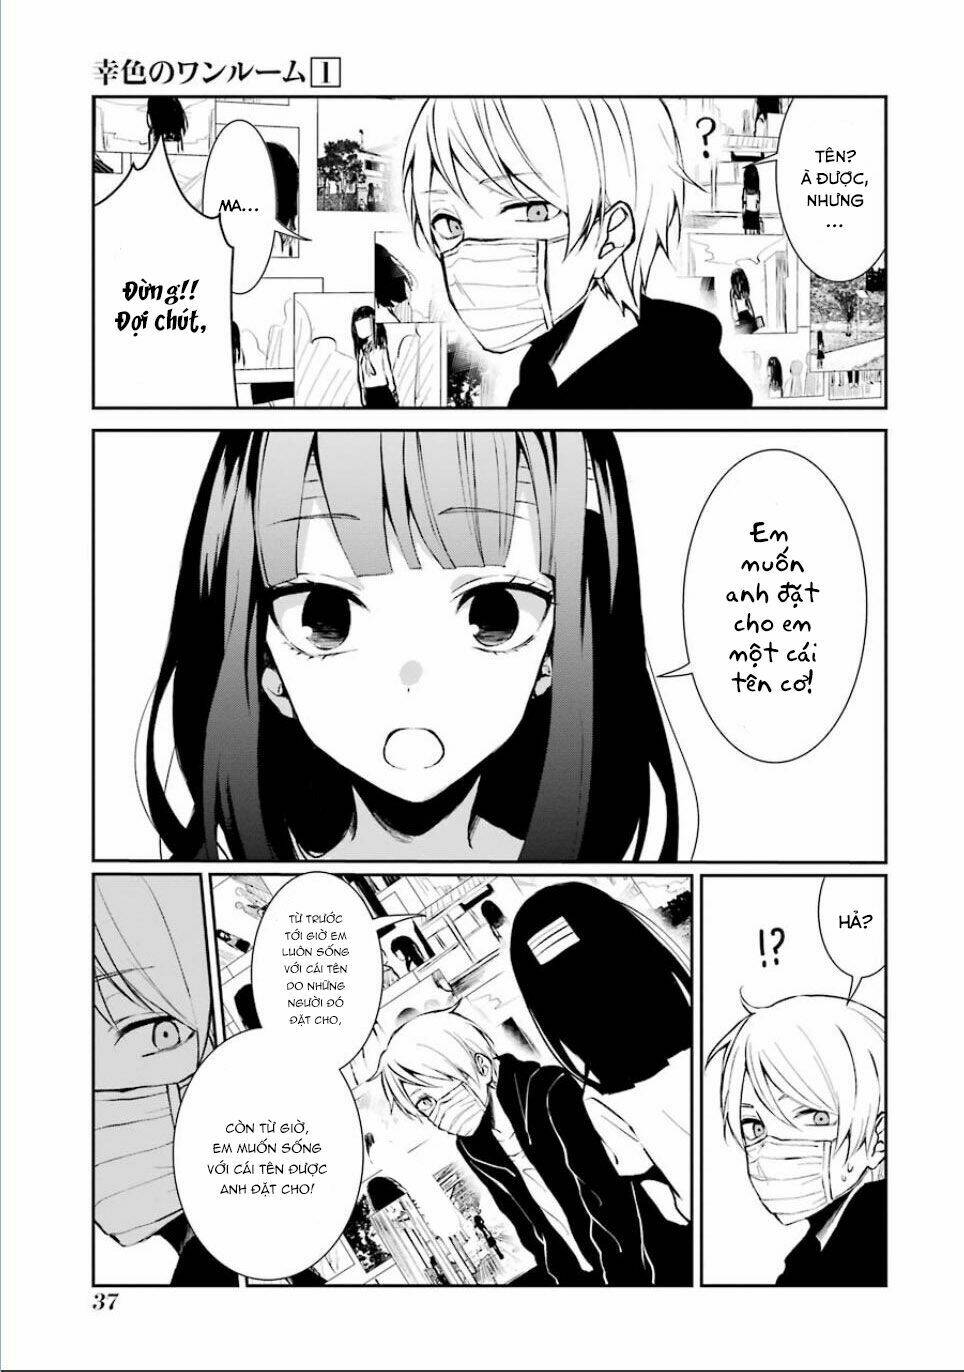 幸色のワンルーム1
?
TÊN?
À ĐƯỢC,
NHƯNG
...
MA...
Đừng!!
Đợi chút,
Em
muốn
anh đặt
cho em
một cái
tên cơ!
HẢ?
!?
TỪ TRƯỚC
TỚI GIỜ EM
LUÔN SỐNG
VỚI CÁI TÊN
DO NHỮNG
NGƯỜI ĐÓ
ĐẶT CHO,
CÒN TỪ GIỜ,
EM MUỐN SỐNG
VỚI CÁI TÊN ĐƯỢC
ANH ĐẶT CHO!
37